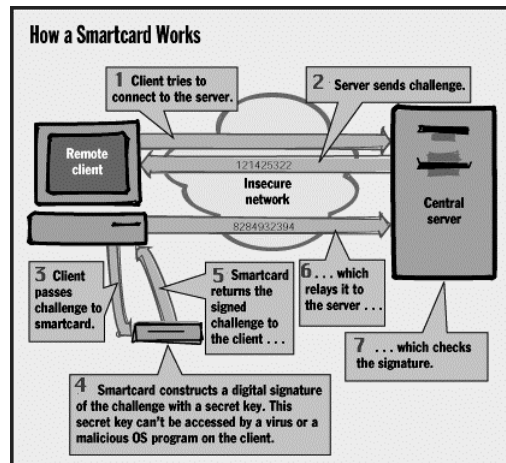 How a Smartcard Works
1 Client tries to
connect to the server.
2 Server sends challenge.
Remote
client
121425322
Insecure
network
Central
server
8284932394
3 Client
passes
challenge to
smartcard.
5 Smartcard
returns the
signed
challenge to
the client . . .
6 . . . which
relays it to
the server . . .
7 . . . which checks
the signature.
4 Smartcard constructs a digital signature
of the challenge with a secret key. This
secret key can't be accessed by a virus or a
malicious OS program on the client.